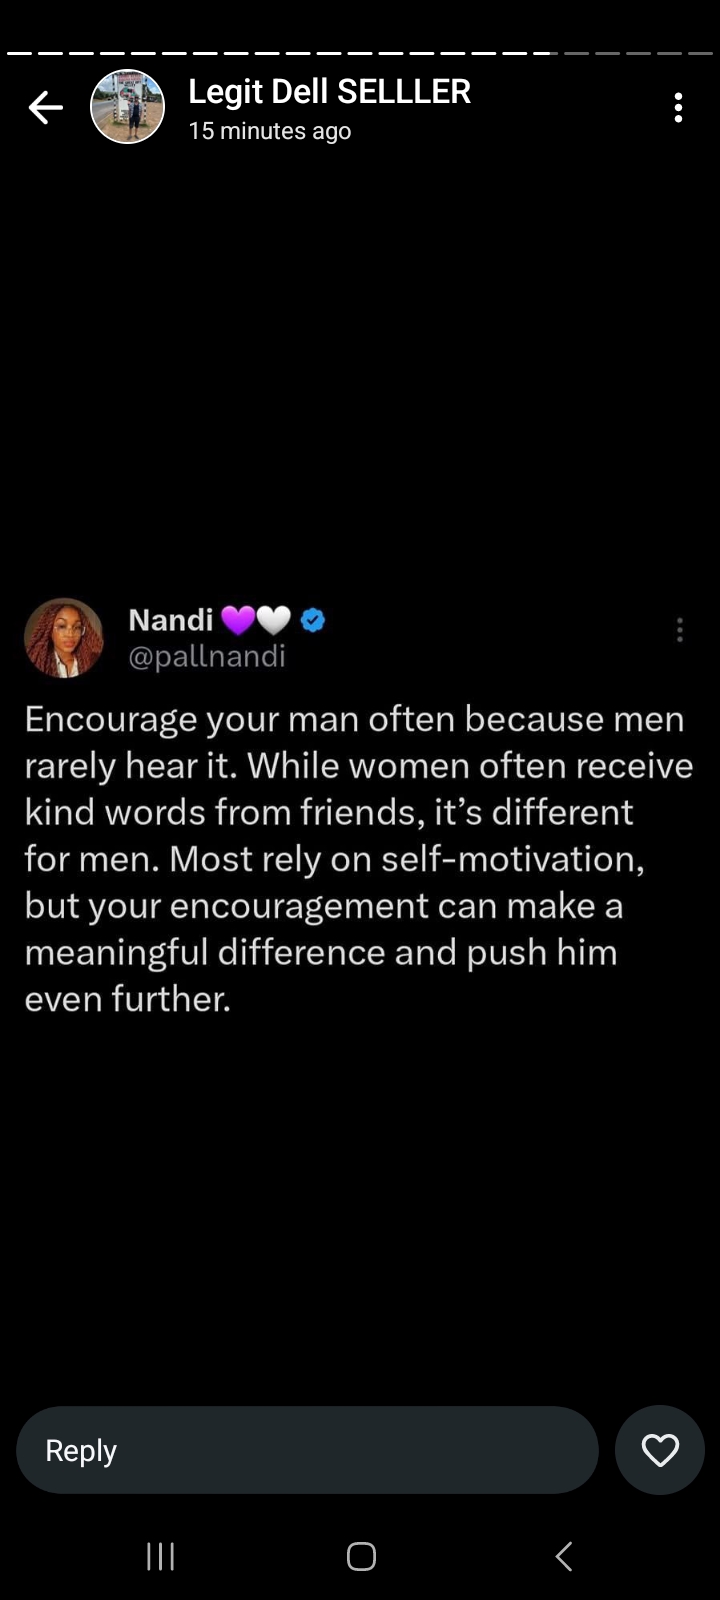 Legit Dell SELLLER
15 minutes ago
Nandi 💜🤍
@pallnandi
Encourage your man often because men
rarely hear it. While women often receive
kind words from friends, it’s different
for men. Most rely on self-motivation,
but your encouragement can make a
meaningful difference and push him
even further.
Reply